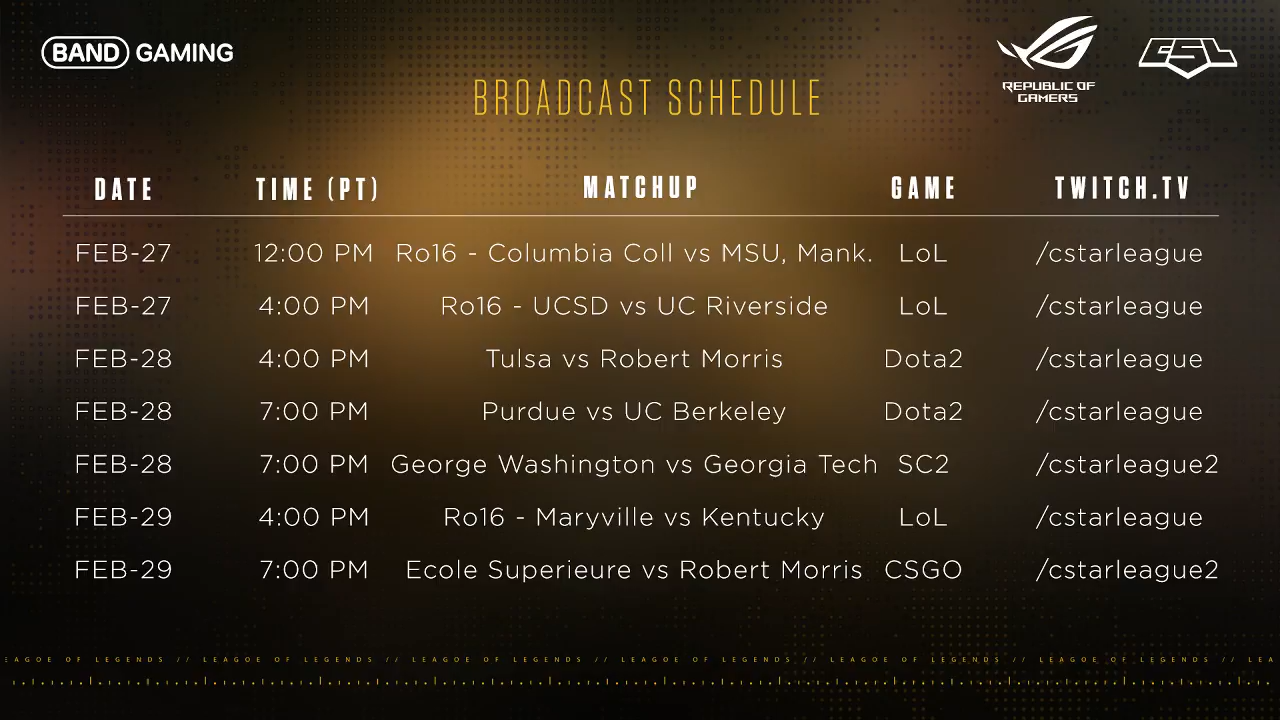 BAND GAMING
REPUBLIC OF
GAMERS
CSL
BROADCAST SCHEDULE
DATE TIME (PT) MATCHUP GAME TWITCH.TV
FEB-27 12:00 PM Ro16 - Columbia Coll vs MSU, Mank. LoL /cstarleague
FEB-27 4:00 PM Ro16 - UCSD vs UC Riverside LoL /cstarleague
FEB-28 4:00 PM Tulsa vs Robert Morris Dota2 /cstarleague
FEB-28 7:00 PM Purdue vs UC Berkeley Dota2 /cstarleague
FEB-28 7:00 PM George Washington vs Georgia Tech SC2 /cstarleague2
FEB-29 4:00 PM Ro16 - Maryville vs Kentucky LoL /cstarleague
FEB-29 7:00 PM Ecole Superieure vs Robert Morris CSGO /cstarleague2
EAGOE OF LEGENDS // LEAGOE OF LEGENDS // LEAGOE OF LEGENDS // LEAGOE OF LEGENDS // LEAGOE OF LEGENDS // LEAGOE OF LEGENDS // LEA